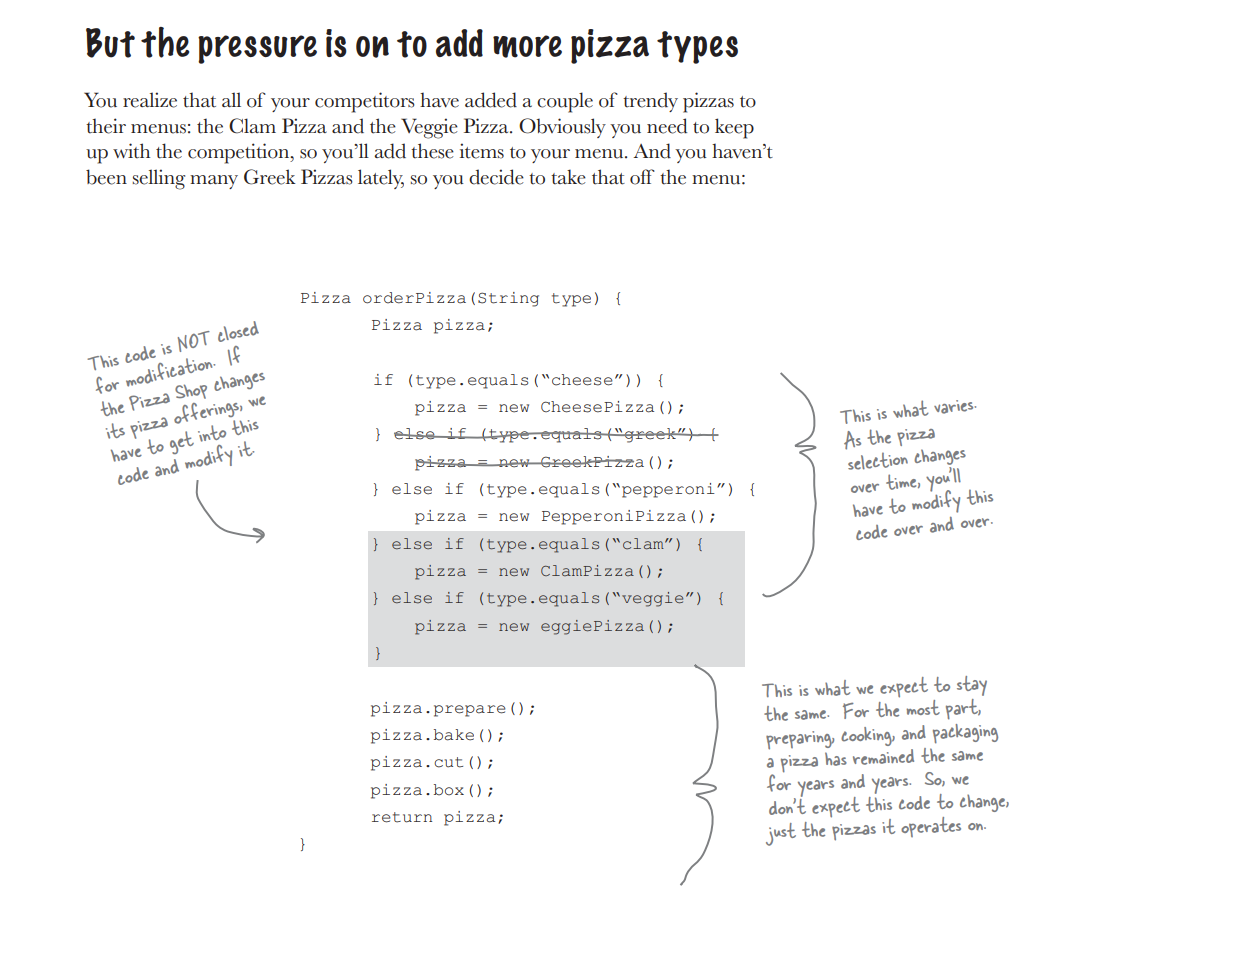 But the pressure is on to add more pizza types
You realize that all of your competitors have added a couple of trendy pizzas to
their menus: the Clam Pizza and the Veggie Pizza. Obviously you need to keep
up with the competition, so you’ll add these items to your menu. And you haven’t
been selling many Greek Pizzas lately, so you decide to take that off the menu:
This code is NOT closed
for modification. If
the Pizza Shop changes
its pizza offerings, we
have to get into this
code and modify it.
Pizza orderPizza(String type) {
Pizza pizza;
if (type.equals(“cheese”)) {
pizza = new CheesePizza();
} else if (type.equals(“greek”) {
pizza = new GreekPizza();
} else if (type.equals(“pepperoni”) {
pizza = new PepperoniPizza();
} else if (type.equals(“clam”) {
pizza = new ClamPizza();
} else if (type.equals(“veggie”) {
pizza = new eggiePizza();
}
pizza.prepare();
pizza.bake();
pizza.cut();
pizza.box();
return pizza;
}
This is what varies.
As the pizza
selection changes
over time, you’ll
have to modify this
code over and over.
This is what we expect to stay
the same. For the most part,
preparing, cooking, and packaging
a pizza has remained the same
for years and years. So, we
don’t expect this code to change,
just the pizzas it operates on.